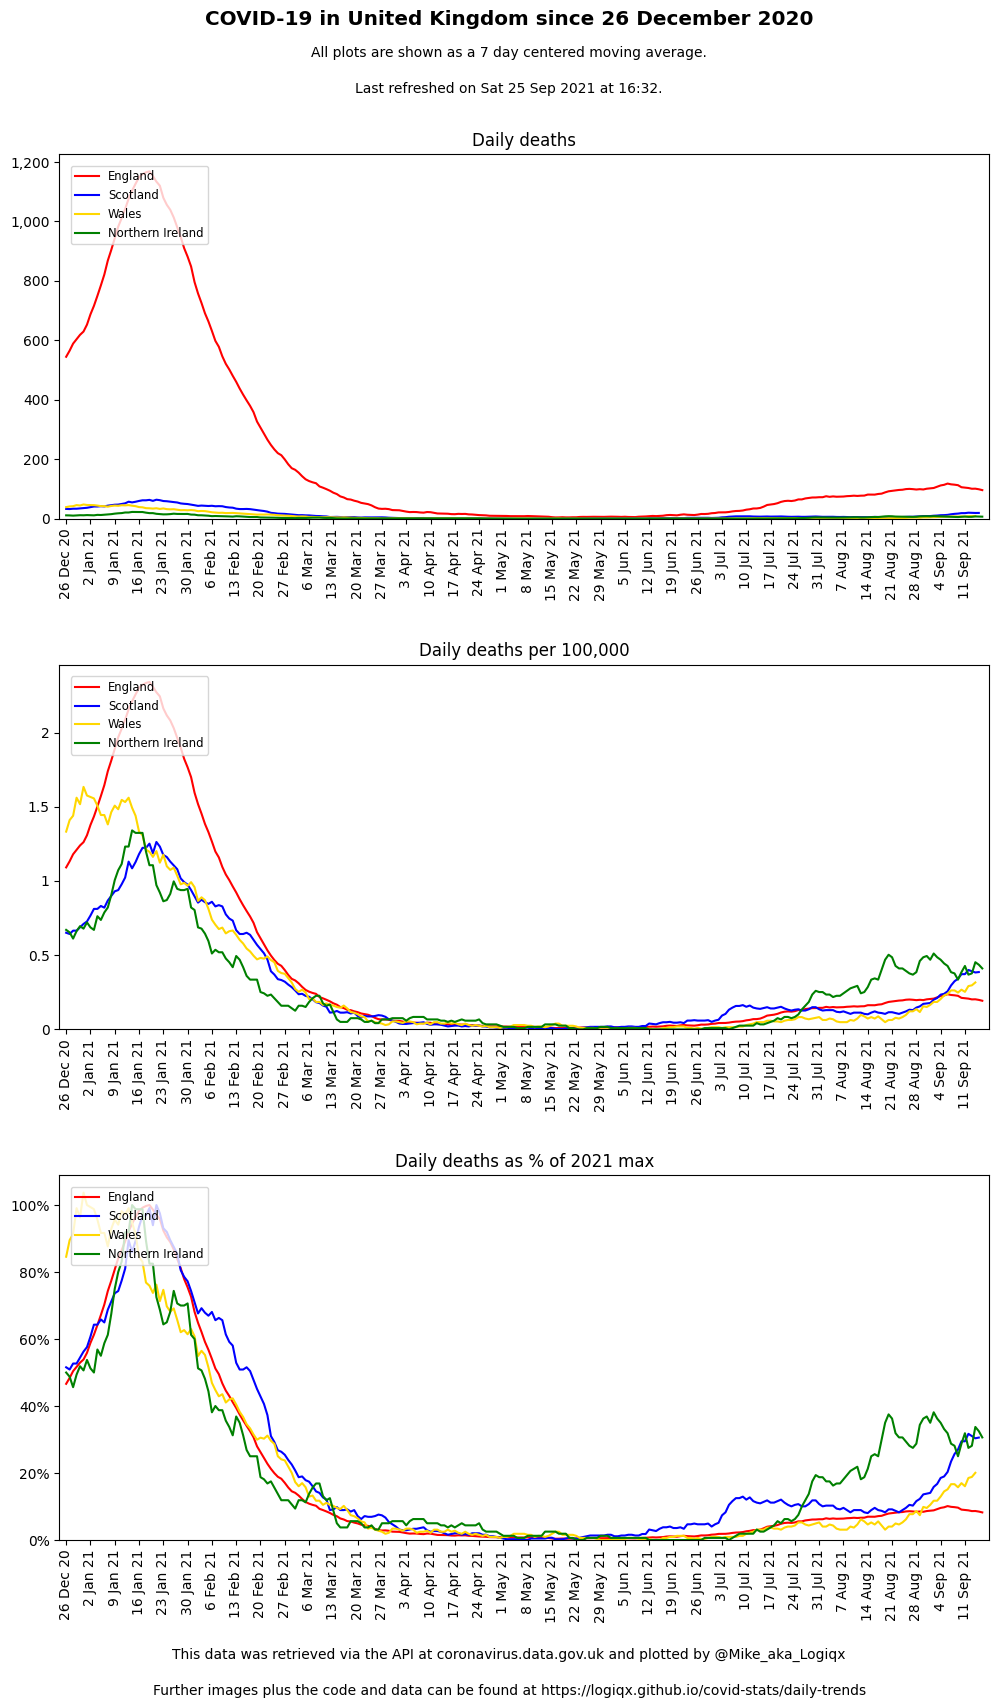 COVID-19 in United Kingdom since 26 December 2020
All plots are shown as a 7 day centered moving average.
Last refreshed on Sat 25 Sep 2021 at 16:32.
Daily deaths
1,200
1,000
800
600
400
200
0
England
Scotland
Wales
Northern Ireland
26 Dec 20
2 Jan 21
9 Jan 21
16 Jan 21
23 Jan 21
30 Jan 21
6 Feb 21
13 Feb 21
20 Feb 21
27 Feb 21
6 Mar 21
13 Mar 21
20 Mar 21
27 Mar 21
3 Apr 21
10 Apr 21
17 Apr 21
24 Apr 21
1 May 21
8 May 21
15 May 21
22 May 21
29 May 21
5 Jun 21
12 Jun 21
19 Jun 21
26 Jun 21
3 Jul 21
10 Jul 21
17 Jul 21
24 Jul 21
31 Jul 21
7 Aug 21
14 Aug 21
21 Aug 21
28 Aug 21
4 Sep 21
11 Sep 21
Daily deaths per 100,000
2
1.5
1
0.5
0
England
Scotland
Wales
Northern Ireland
26 Dec 20
2 Jan 21
9 Jan 21
16 Jan 21
23 Jan 21
30 Jan 21
6 Feb 21
13 Feb 21
20 Feb 21
27 Feb 21
6 Mar 21
13 Mar 21
20 Mar 21
27 Mar 21
3 Apr 21
10 Apr 21
17 Apr 21
24 Apr 21
1 May 21
8 May 21
15 May 21
22 May 21
29 May 21
5 Jun 21
12 Jun 21
19 Jun 21
26 Jun 21
3 Jul 21
10 Jul 21
17 Jul 21
24 Jul 21
31 Jul 21
7 Aug 21
14 Aug 21
21 Aug 21
28 Aug 21
4 Sep 21
11 Sep 21
Daily deaths as % of 2021 max
100%
80%
60%
40%
20%
0%
England
Scotland
Wales
Northern Ireland
26 Dec 20
2 Jan 21
9 Jan 21
16 Jan 21
23 Jan 21
30 Jan 21
6 Feb 21
13 Feb 21
20 Feb 21
27 Feb 21
6 Mar 21
13 Mar 21
20 Mar 21
27 Mar 21
3 Apr 21
10 Apr 21
17 Apr 21
24 Apr 21
1 May 21
8 May 21
15 May 21
22 May 21
29 May 21
5 Jun 21
12 Jun 21
19 Jun 21
26 Jun 21
3 Jul 21
10 Jul 21
17 Jul 21
24 Jul 21
31 Jul 21
7 Aug 21
14 Aug 21
21 Aug 21
28 Aug 21
4 Sep 21
11 Sep 21
This data was retrieved via the API at coronavirus.data.gov.uk and plotted by @Mike_aka_Logiqx
Further images plus the code and data can be found at https://logiqx.github.io/covid-stats/daily-trends